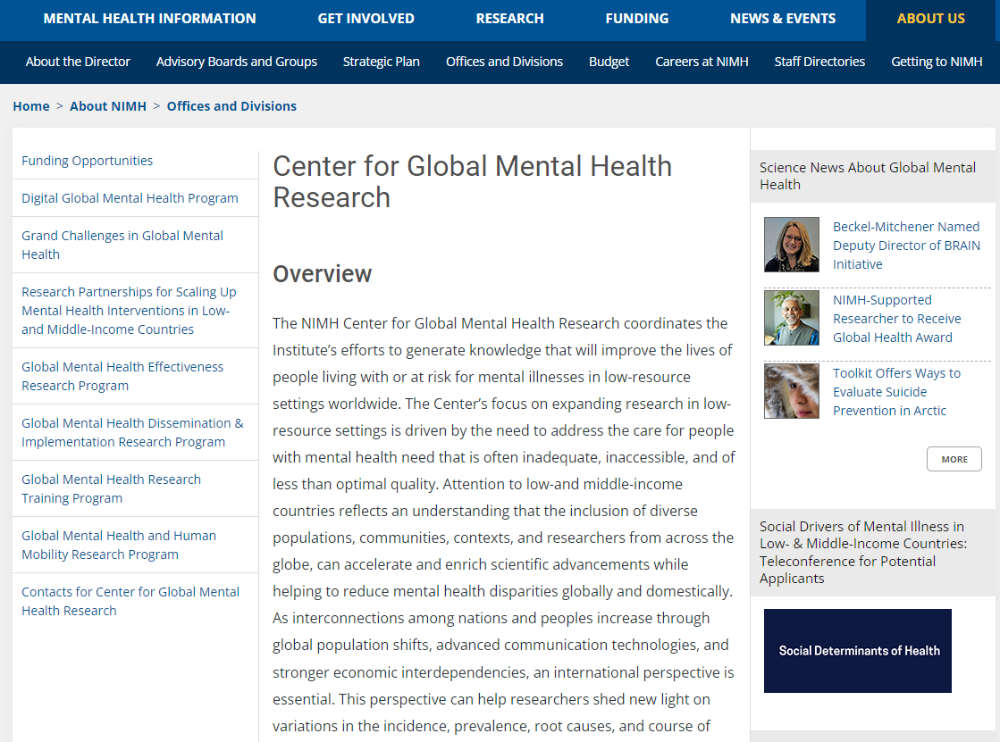 MENTAL HEALTH INFORMATION GET INVOLVED RESEARCH FUNDING NEWS & EVENTS ABOUT US
About the Director Advisory Boards and Groups Strategic Plan Offices and Divisions Budget Careers at NIMH Staff Directories Getting to NIMH
Home > About NIMH > Offices and Divisions
Funding Opportunities
Digital Global Mental Health Program
Grand Challenges in Global Mental
Health
Research Partnerships for Scaling Up
Mental Health Interventions in Low-
and Middle-Income Countries
Global Mental Health Effectiveness
Research Program
Global Mental Health Dissemination &
Implementation Research Program
Global Mental Health Research
Training Program
Global Mental Health and Human
Mobility Research Program
Contacts for Center for Global Mental
Health Research
Center for Global Mental Health
Research
Overview
The NIMH Center for Global Mental Health Research coordinates the
Institute’s efforts to generate knowledge that will improve the lives of
people living with or at risk for mental illnesses in low-resource
settings worldwide. The Center’s focus on expanding research in low-
resource settings is driven by the need to address the care for people
with mental health need that is often inadequate, inaccessible, and of
less than optimal quality. Attention to low-and middle-income
countries reflects an understanding that the inclusion of diverse
populations, communities, contexts, and researchers from across the
globe, can accelerate and enrich scientific advancements while
helping to reduce mental health disparities globally and domestically.
As interconnections among nations and peoples increase through
global population shifts, advanced communication technologies, and
stronger economic interdependencies, an international perspective is
essential. This perspective can help researchers shed new light on
variations in the incidence, prevalence, root causes, and course of
Science News About Global Mental
Health
Beckel-Mitchener Named
Deputy Director of BRAIN
Initiative
NIMH-Supported
Researcher to Receive
Global Health Award
Toolkit Offers Ways to
Evaluate Suicide
Prevention in Arctic
MORE
Social Drivers of Mental Illness in
Low- & Middle-Income Countries:
Teleconference for Potential
Applicants
Social Determinants of Health